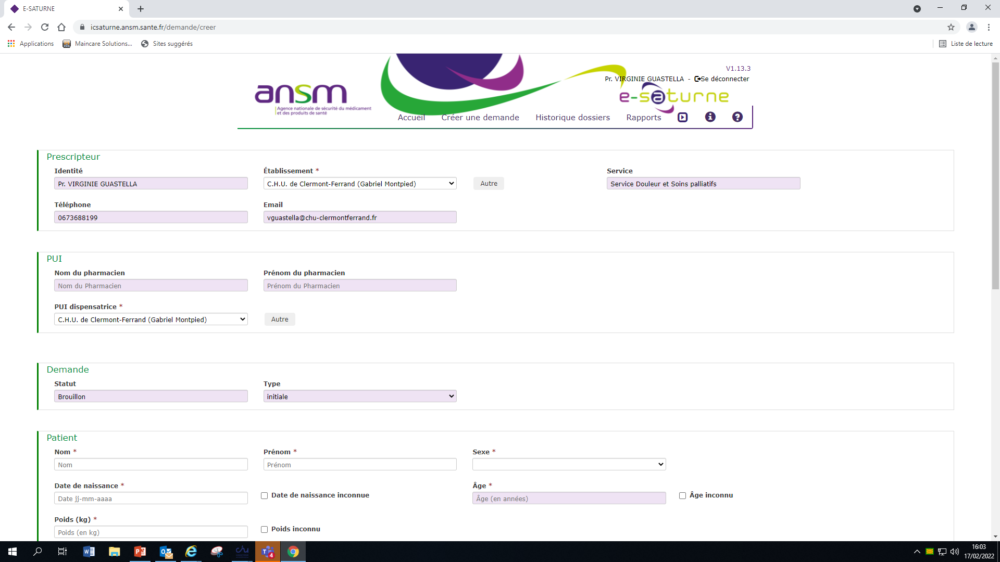 E-SATURNE
icsaturne.ansm.sante.fr/demande/creer
Applications
Maincare Solutions...
Sites suggérés
Liste de lecture
V1.13.3
Pr. VIRGINIE GUASTELLA - Se déconnecter
ansm
Agence nationale de sécurité du médicament
et des produits de santé
e-saturne
Accueil
Créer une demande
Historique dossiers
Rapports
Prescripteur
Identité
Établissement *
Service
Pr. VIRGINIE GUASTELLA
C.H.U. de Clermont-Ferrand (Gabriel Montpied)
Autre
Service Douleur et Soins palliatifs
Téléphone
Email
0673688199
vguastella@chu-clermontferrand.fr
PUI
Nom du pharmacien
Prénom du pharmacien
Nom du Pharmacien
Prénom du Pharmacien
PUI dispensatrice *
C.H.U. de Clermont-Ferrand (Gabriel Montpied)
Autre
Demande
Statut
Type
Brouillon
initiale
Patient
Nom *
Prénom *
Sexe *
Nom
Prénom
Date de naissance *
Date de naissance inconnue
Âge *
Âge inconnu
Date jj-mm-aaaa
Âge (en années)
Poids (kg) *
Poids inconnu
Poids (en kg)
chu
4
16:03
17/02/2022